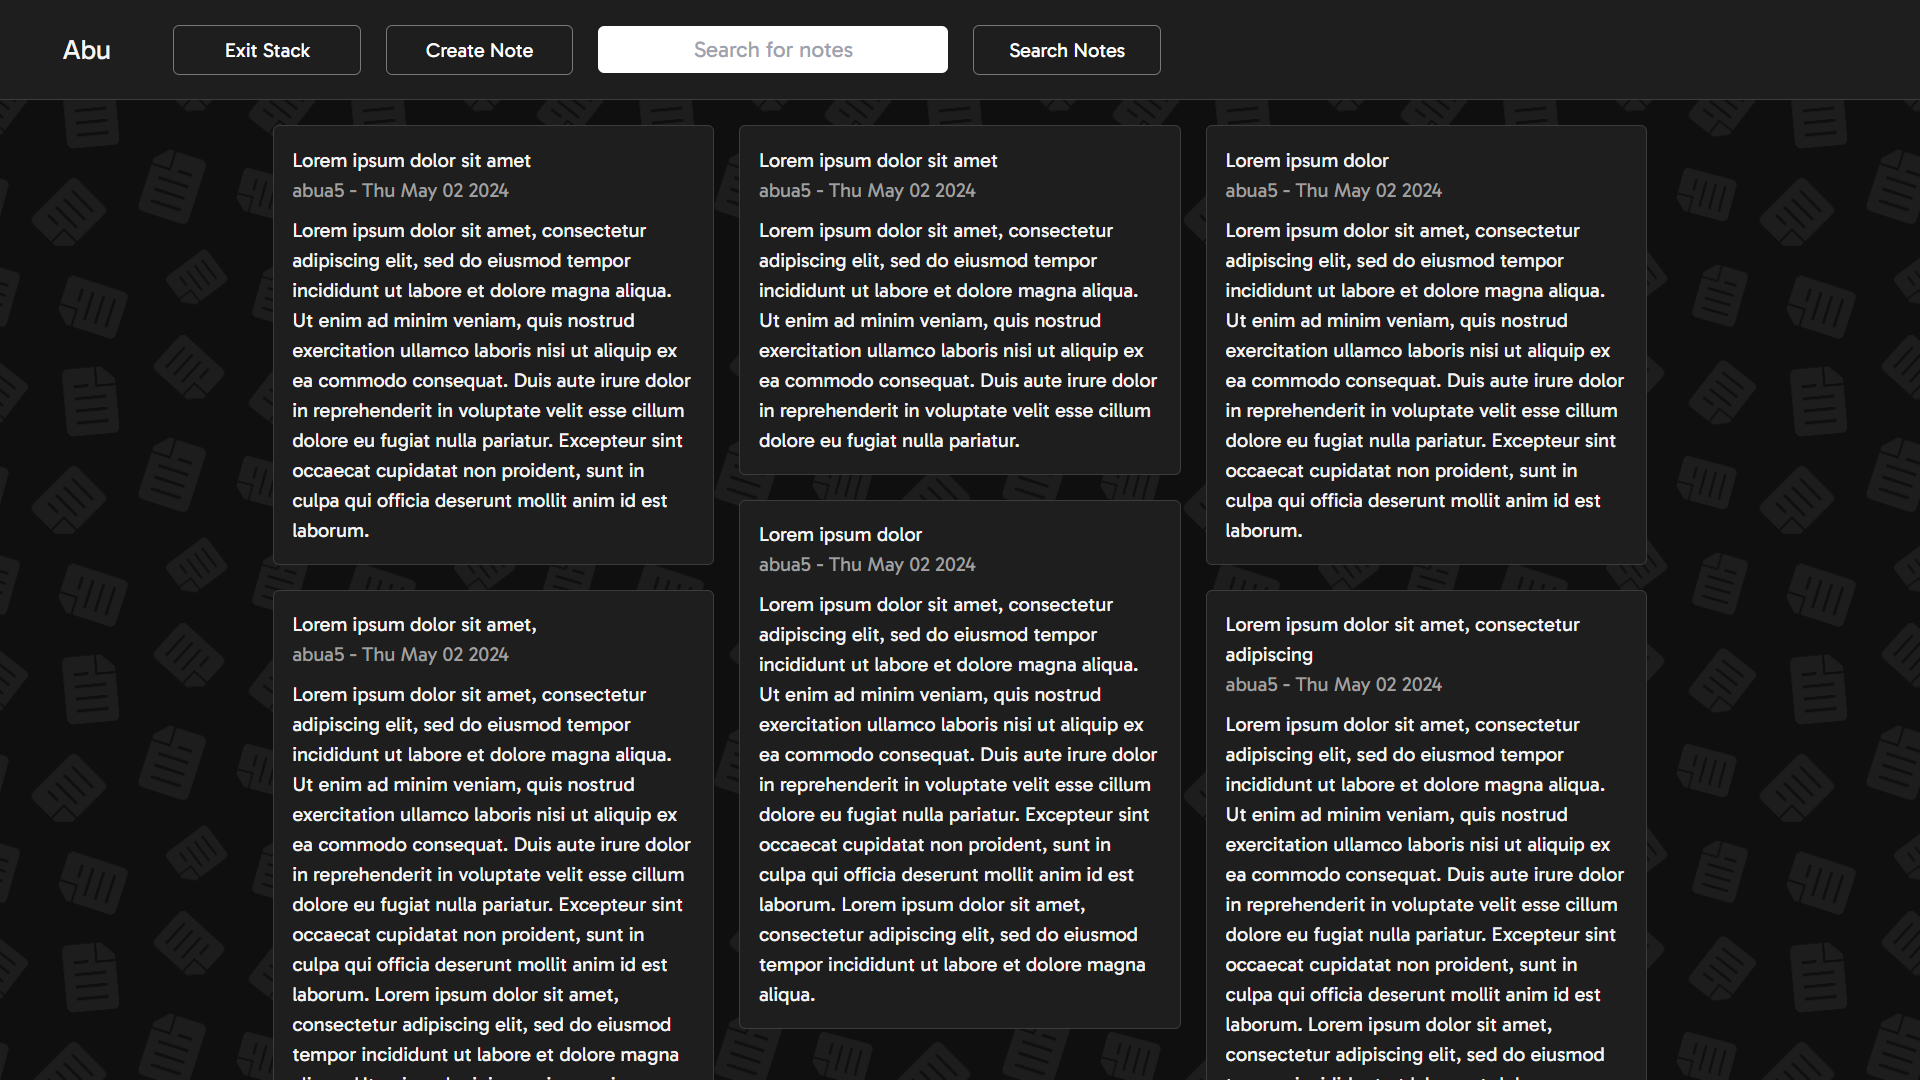 Abu
Exit Stack
Create Note
Search for notes
Search Notes
Lorem ipsum dolor sit amet
abua5 - Thu May 02 2024
Lorem ipsum dolor sit amet, consectetur
adipiscing elit, sed do eiusmod tempor
incididunt ut labore et dolore magna aliqua.
Ut enim ad minim veniam, quis nostrud
exercitation ullamco laboris nisi ut aliquip ex
ea commodo consequat. Duis aute irure dolor
in reprehenderit in voluptate velit esse cillum
dolore eu fugiat nulla pariatur. Excepteur sint
occaecat cupidatat non proident, sunt in
culpa qui officia deserunt mollit anim id est
laborum.
Lorem ipsum dolor sit amet,
abua5 - Thu May 02 2024
Lorem ipsum dolor sit amet, consectetur
adipiscing elit, sed do eiusmod tempor
incididunt ut labore et dolore magna aliqua.
Ut enim ad minim veniam, quis nostrud
exercitation ullamco laboris nisi ut aliquip ex
ea commodo consequat. Duis aute irure dolor
in reprehenderit in voluptate velit esse cillum
dolore eu fugiat nulla pariatur. Excepteur sint
occaecat cupidatat non proident, sunt in
culpa qui officia deserunt mollit anim id est
laborum. Lorem ipsum dolor sit amet,
consectetur adipiscing elit, sed do eiusmod
tempor incididunt ut labore et dolore magna
Lorem ipsum dolor sit amet
abua5 - Thu May 02 2024
Lorem ipsum dolor sit amet, consectetur
adipiscing elit, sed do eiusmod tempor
incididunt ut labore et dolore magna aliqua.
Ut enim ad minim veniam, quis nostrud
exercitation ullamco laboris nisi ut aliquip ex
ea commodo consequat. Duis aute irure dolor
in reprehenderit in voluptate velit esse cillum
dolore eu fugiat nulla pariatur.
Lorem ipsum dolor
abua5 - Thu May 02 2024
Lorem ipsum dolor sit amet, consectetur
adipiscing elit, sed do eiusmod tempor
incididunt ut labore et dolore magna aliqua.
Ut enim ad minim veniam, quis nostrud
exercitation ullamco laboris nisi ut aliquip ex
ea commodo consequat. Duis aute irure dolor
in reprehenderit in voluptate velit esse cillum
dolore eu fugiat nulla pariatur. Excepteur sint
occaecat cupidatat non proident, sunt in
culpa qui officia deserunt mollit anim id est
laborum. Lorem ipsum dolor sit amet,
consectetur adipiscing elit, sed do eiusmod
tempor incididunt ut labore et dolore magna
aliqua.
Lorem ipsum dolor
abua5 - Thu May 02 2024
Lorem ipsum dolor sit amet, consectetur
adipiscing elit, sed do eiusmod tempor
incididunt ut labore et dolore magna aliqua.
Ut enim ad minim veniam, quis nostrud
exercitation ullamco laboris nisi ut aliquip ex
ea commodo consequat. Duis aute irure dolor
in reprehenderit in voluptate velit esse cillum
dolore eu fugiat nulla pariatur. Excepteur sint
occaecat cupidatat non proident, sunt in
culpa qui officia deserunt mollit anim id est
laborum.
Lorem ipsum dolor sit amet, consectetur
adipiscing
abua5 - Thu May 02 2024
Lorem ipsum dolor sit amet, consectetur
adipiscing elit, sed do eiusmod tempor
incididunt ut labore et dolore magna aliqua.
Ut enim ad minim veniam, quis nostrud
exercitation ullamco laboris nisi ut aliquip ex
ea commodo consequat. Duis aute irure dolor
in reprehenderit in voluptate velit esse cillum
dolore eu fugiat nulla pariatur. Excepteur sint
occaecat cupidatat non proident, sunt in
culpa qui officia deserunt mollit anim id est
laborum. Lorem ipsum dolor sit amet,
consectetur adipiscing elit, sed do eiusmod